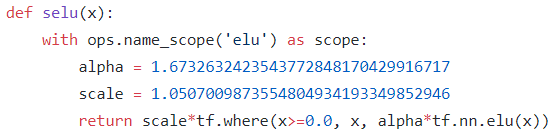 def selu(x):
    with ops.name_scope('elu') as scope:
        alpha = 1.6732632423543772848170429916717
        scale = 1.0507009873554804934193349852946
        return scale*tf.where(x>=0.0, x, alpha*tf.nn.elu(x))